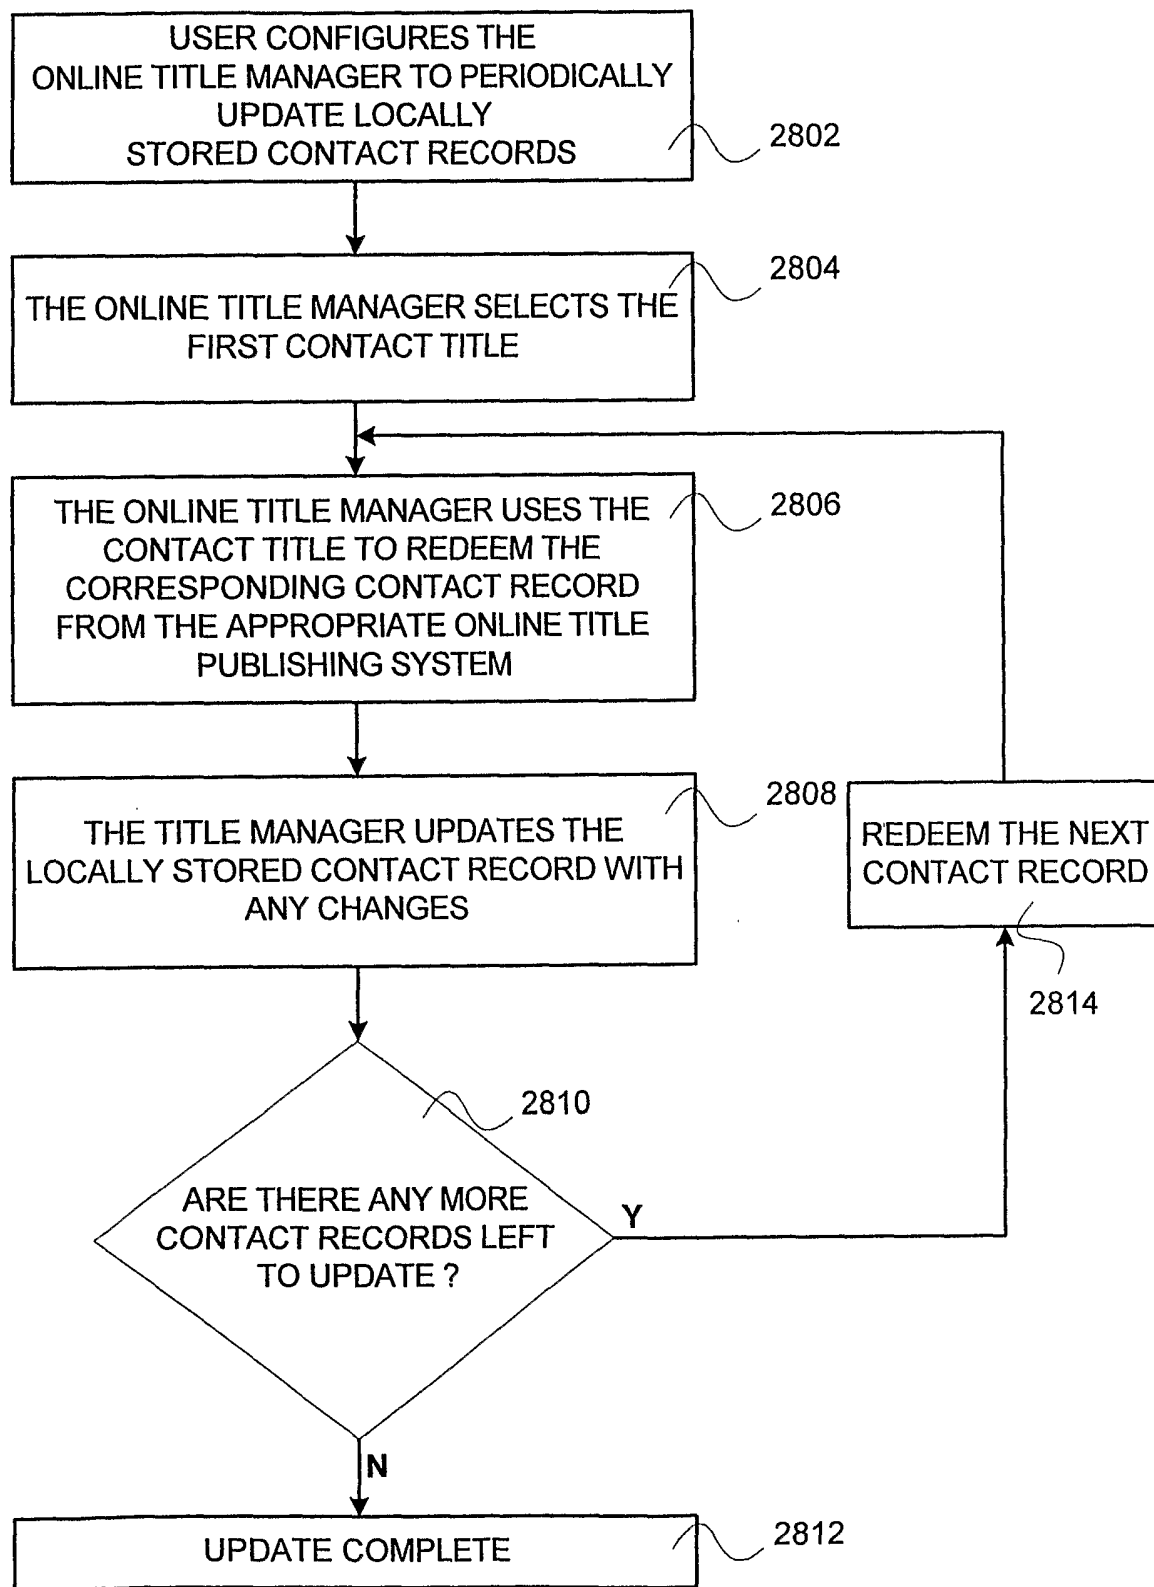 USER CONFIGURES THE
ONLINE TITLE MANAGER TO PERIODICALLY
UPDATE LOCALLY
STORED CONTACT RECORDS
2802
2804
THE ONLINE TITLE MANAGER SELECTS THE
FIRST CONTACT TITLE
2806
THE ONLINE TITLE MANAGER USES THE
CONTACT TITLE TO REDEEM THE
CORRESPONDING CONTACT RECORD
FROM THE APPROPRIATE ONLINE TITLE
PUBLISHING SYSTEM
2808
THE TITLE MANAGER UPDATES THE
LOCALLY STORED CONTACT RECORD WITH
ANY CHANGES
REDEEM THE NEXT
CONTACT RECORD
2814
2810
ARE THERE ANY MORE
CONTACT RECORDS LEFT
TO UPDATE ?
Y
N
UPDATE COMPLETE
2812